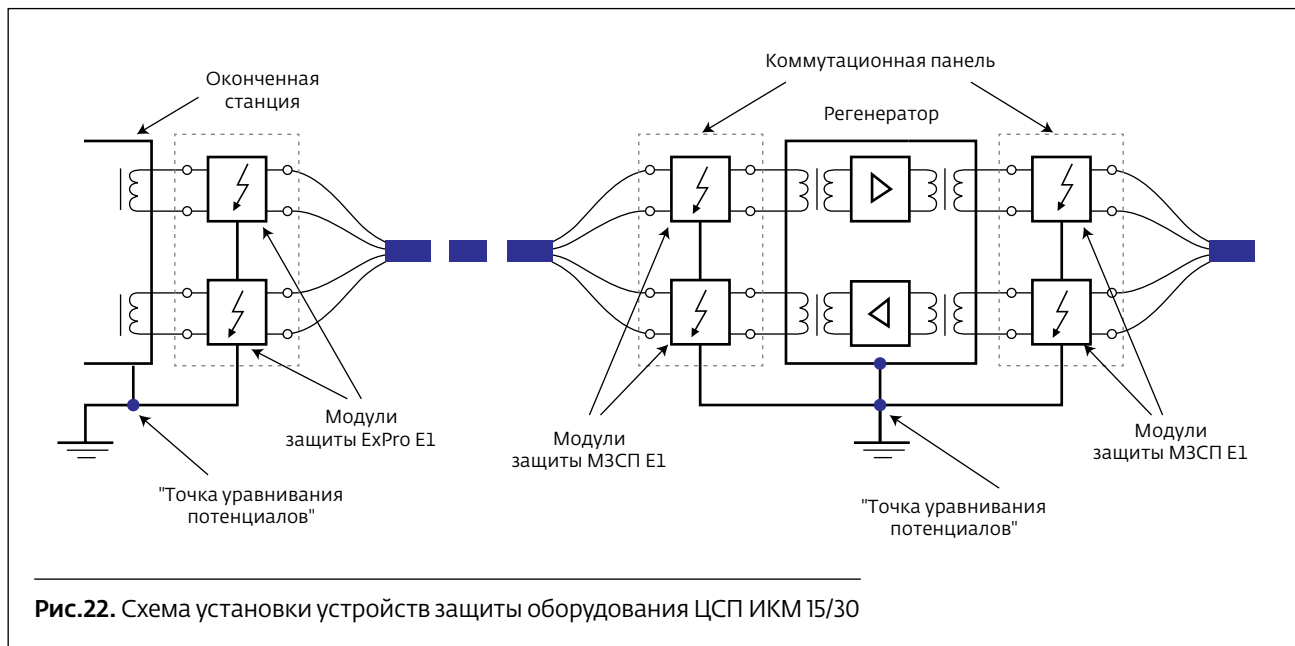 Оконченная
станция
Коммутационная панель
Регенератор
Модули
защиты ExPro E1
Модули
защиты МЗСП E1
Модули
защиты МЗСП E1
"Точка уравнивания
потенциалов"
"Точка уравнивания
потенциалов"
Рис.22. Схема установки устройств защиты оборудования ЦСП ИКМ 15/30